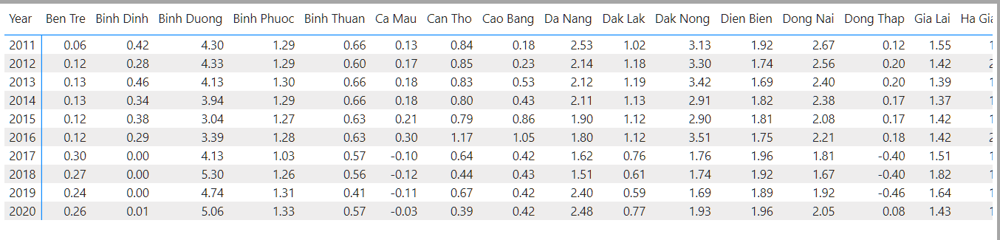 Year Ben Tre Binh Dinh Binh Duong Binh Phuoc Binh Thuan Ca Mau Can Tho Cao Bang Da Nang Dak Lak Dak Nong Dien Bien Dong Nai Dong Thap Gia Lai Ha Gia
2011 0.06 0.42 4.30 1.29 0.66 0.13 0.84 0.18 2.53 1.02 3.13 1.92 2.67 0.12 1.55 1
2012 0.12 0.28 4.33 1.29 0.60 0.17 0.85 0.23 2.14 1.18 3.30 1.74 2.56 0.20 1.42 2
2013 0.13 0.46 4.13 1.30 0.66 0.18 0.83 0.53 2.12 1.19 3.42 1.69 2.40 0.20 1.39 1
2014 0.13 0.34 3.94 1.29 0.66 0.18 0.80 0.43 2.11 1.13 2.91 1.82 2.38 0.17 1.37 1
2015 0.12 0.38 3.04 1.27 0.63 0.21 0.79 0.86 1.90 1.12 2.90 1.81 2.08 0.17 1.42 1
2016 0.12 0.29 3.39 1.28 0.63 0.30 1.17 1.05 1.80 1.12 3.51 1.75 2.21 0.18 1.42 2
2017 0.30 0.00 4.13 1.03 0.57 -0.10 0.64 0.42 1.62 0.76 1.76 1.96 1.81 -0.40 1.51 1
2018 0.27 0.00 5.30 1.26 0.56 -0.12 0.44 0.43 1.51 0.61 1.74 1.92 1.67 -0.40 1.82 1
2019 0.24 0.00 4.74 1.31 0.41 -0.11 0.67 0.42 2.40 0.59 1.69 1.89 1.92 -0.46 1.64 1
2020 0.26 0.01 5.06 1.33 0.57 -0.03 0.39 0.42 2.48 0.77 1.93 1.96 2.05 0.08 1.43 1